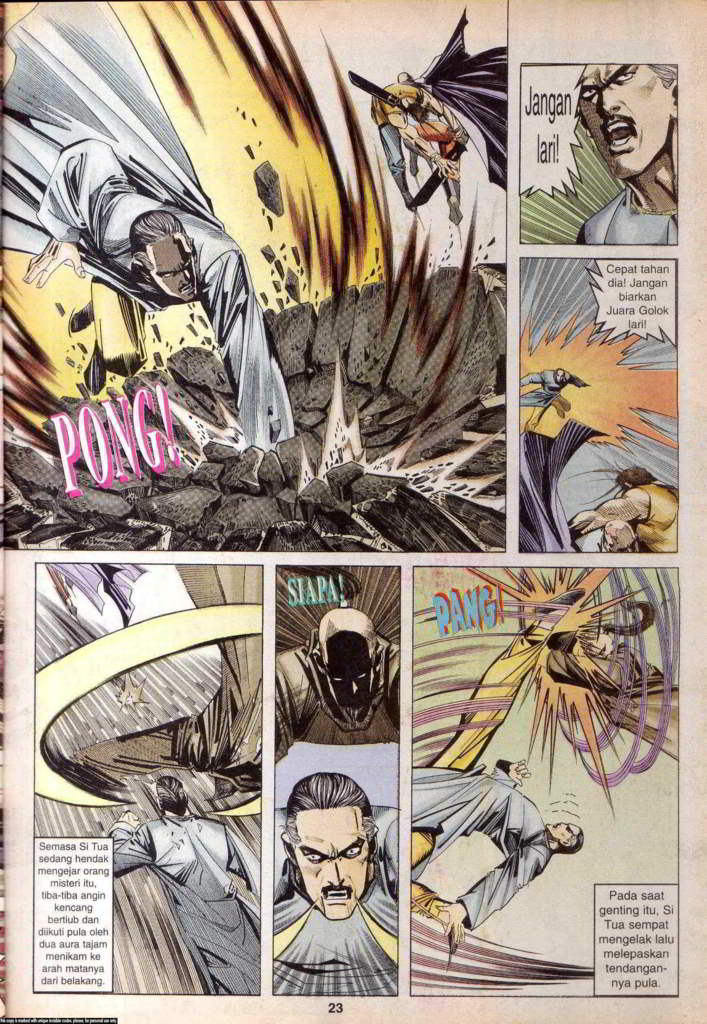 PONG!
Jangan
lari!
Cepat tahan
dia! Jangan
biarkan
Juara Golok
lari!
Semasa Si Tua
sedang hendak
mengejar orang
misteri itu,
tiba-tiba angin
kencang
bertiub dan
diikuti pula oleh
dua aura tajam
menikam ke
arah matanya
dari belakang.
SIAPA!
PANG!
Pada saat
genting itu, Si
Tua sempat
mengelak lalu
melepaskan
tendangan-
nya pula.
23